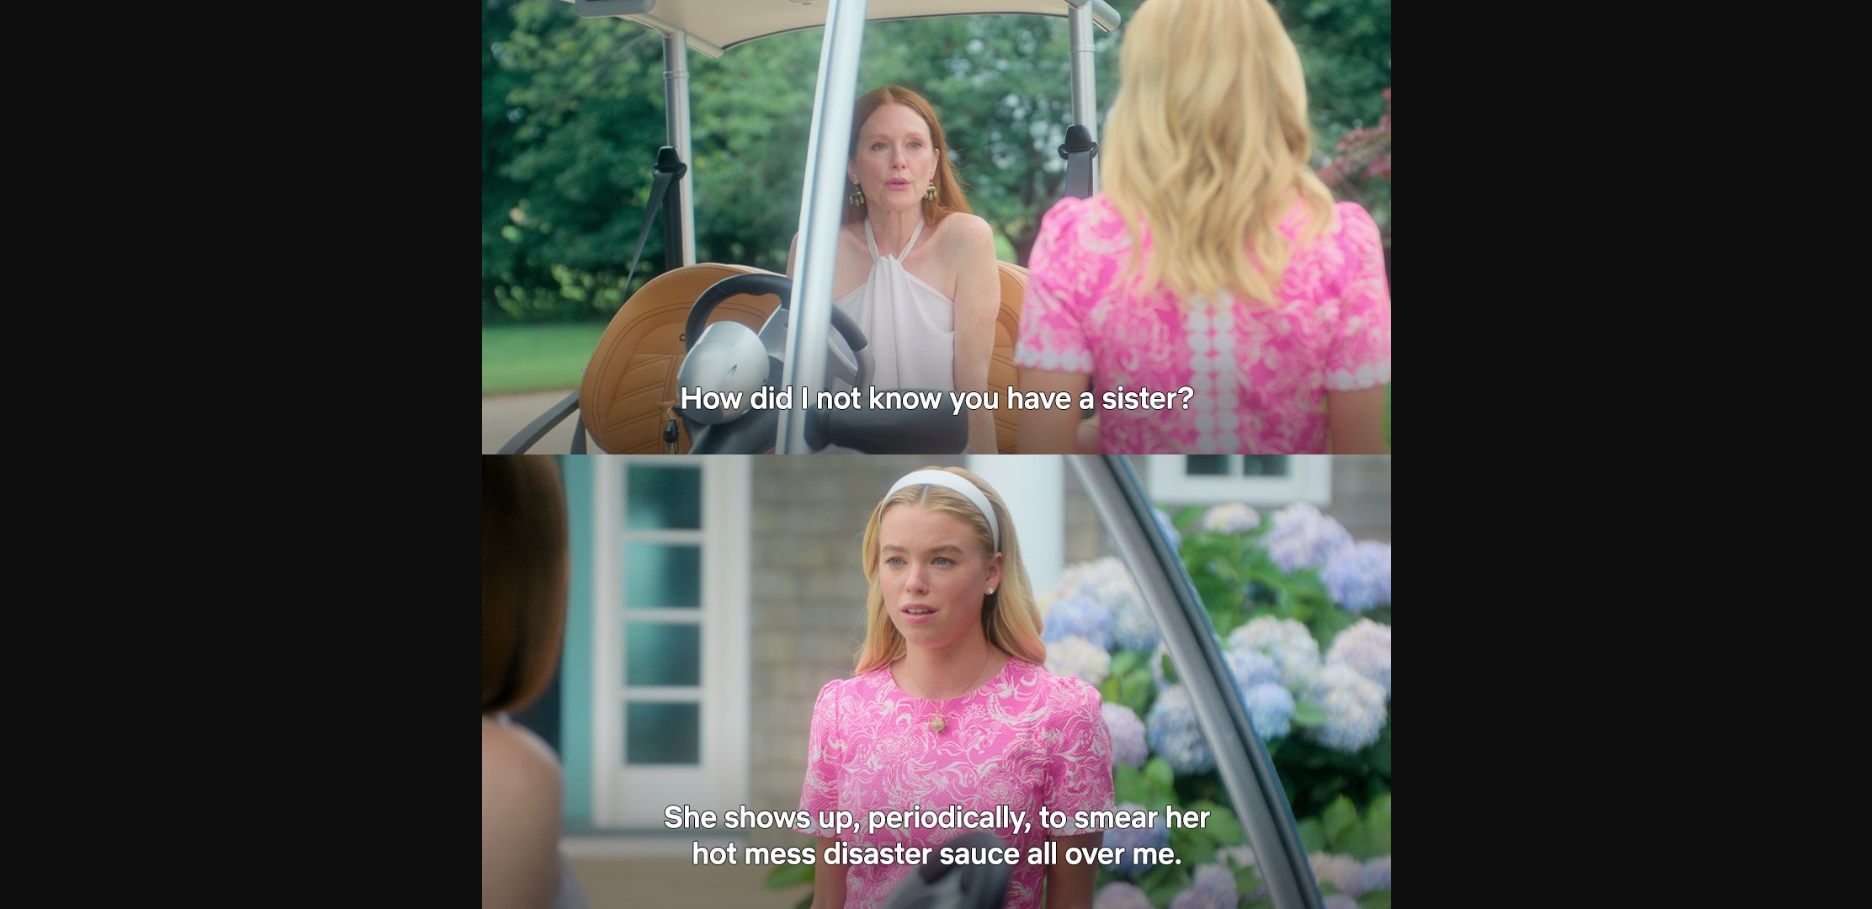 How did I not know you have a sister?
She shows up, periodically, to smear her
hot mess disaster sauce all over me.